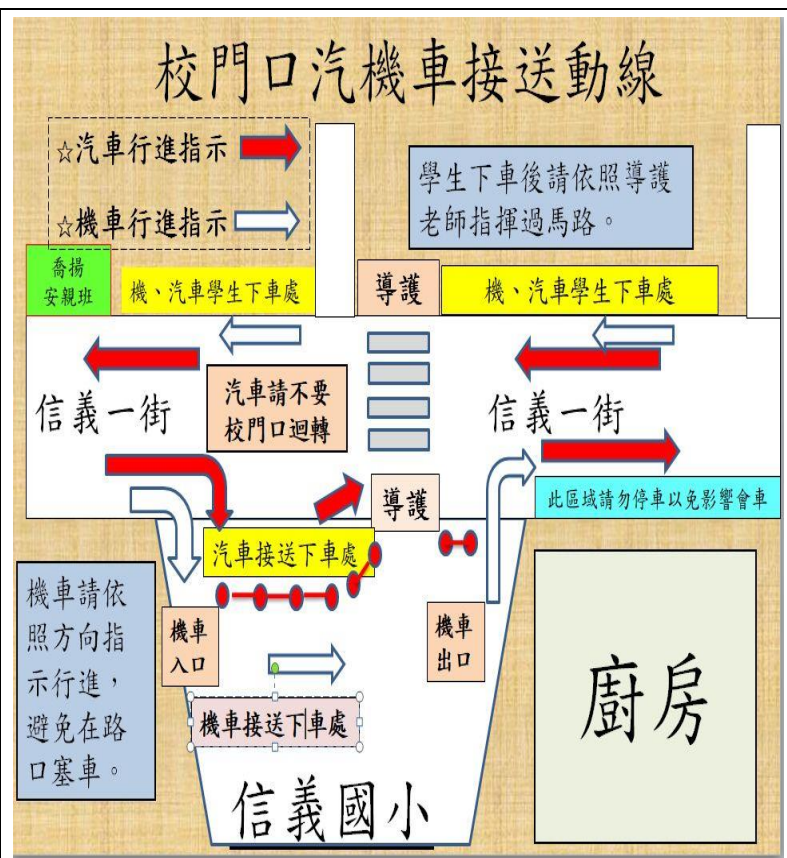 校門口汽機車接送動線
☆汽車行進指示
☆機車行進指示
學生下車後請依照導護
老師指揮過馬路。
喬揚
安親班
機、汽車學生下車處
導護
機、汽車學生下車處
信義一街
汽車請不要
校門口迴轉
信義一街
導護
此區域請勿停車以免影響會車
汽車接送下車處
機車請依
照方向指
示行進，
避免在路
口塞車。
機車
入口
機車
出口
機車接送下車處
廚房
信義國小